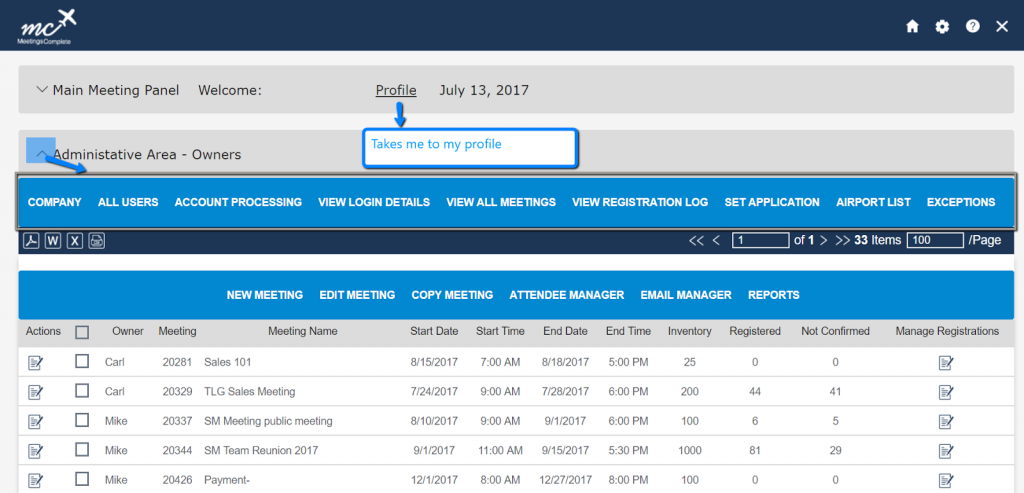 mc
MeetingsComplete
Main Meeting Panel Welcome: Profile July 13, 2017
Takes me to my profile
Administative Area - Owners
COMPANY ALL USERS ACCOUNT PROCESSING VIEW LOGIN DETAILS VIEW ALL MEETINGS VIEW REGISTRATION LOG SET APPLICATION AIRPORT LIST EXCEPTIONS
W X << < 1 of 1 > >> 33 Items 100 /Page
NEW MEETING EDIT MEETING COPY MEETING ATTENDEE MANAGER EMAIL MANAGER REPORTS
Actions Owner Meeting Meeting Name Start Date Start Time End Date End Time Inventory Registered Not Confirmed Manage Registrations
Carl 20281 Sales 101 8/15/2017 7:00 AM 8/18/2017 5:00 PM 25 0 0
Carl 20329 TLG Sales Meeting 7/24/2017 9:00 AM 7/28/2017 6:00 PM 200 44 41
Mike 20337 SM Meeting public meeting 8/10/2017 9:00 AM 9/1/2017 6:00 PM 100 6 5
Mike 20344 SM Team Reunion 2017 9/1/2017 11:00 AM 9/15/2017 5:30 PM 1000 81 29
Mike 20426 Payment- 12/1/2017 8:00 AM 12/27/2017 8:00 PM 100 0 0